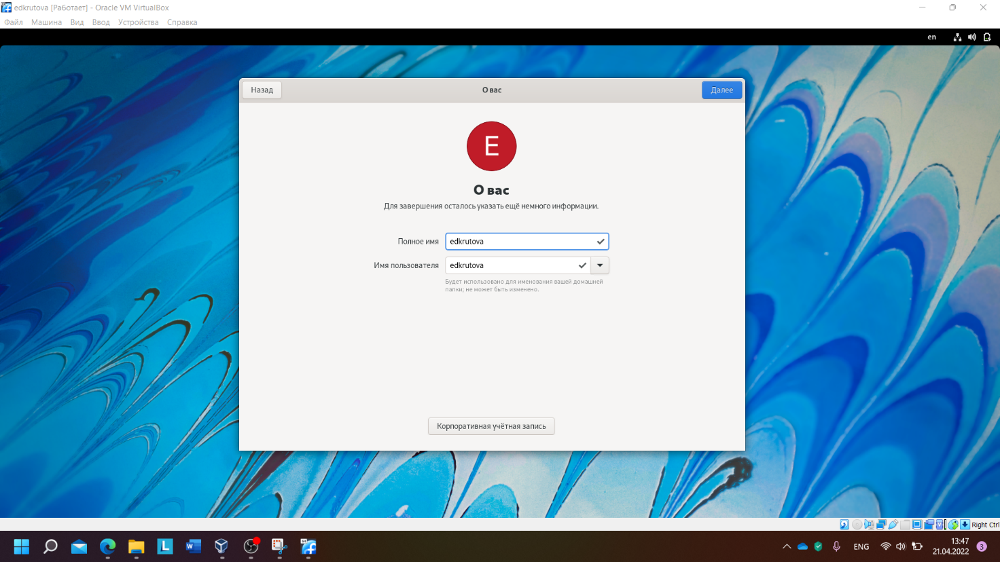 edkrutova [Работает] - Oracle VM VirtualBox
Файл Машина Вид Ввод Устройства Справка
en
Назад
О вас
Далее
E
О вас
Для завершения осталось указать ещё немного информации.
Полное имя edkrutova
Имя пользователя edkrutova
Будет использовано для именования вашей домашней
папки; не может быть изменено.
Корпоративная учётная запись
Right Ctrl
L
W
ENG
13:47
21.04.2022
3